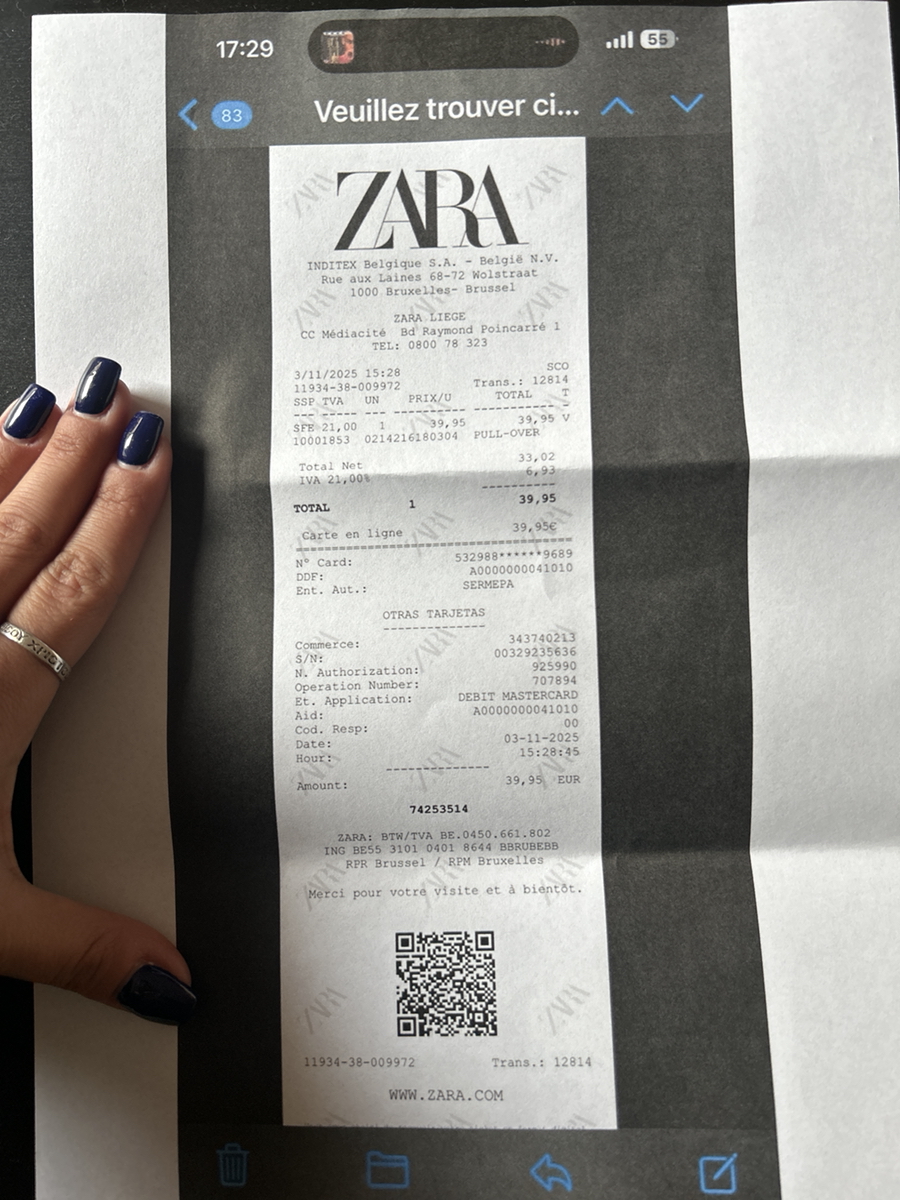 17:29
55
83
Veuillez trouver ci...
ZARA
INDITEX Belgique S.A. - België N.V.
Rue aux Laines 68-72 Wolstraat
1000 Bruxelles- Brussel
ZARA LIEGE
CC Médiacité Bd Raymond Poincarré 1
TEL: 0800 78 323
SCO
3/11/2025 15:28
11934-38-009972 Trans.: 12814
SSP TVA UN PRIX/U TOTAL T
SFE 21,00 1 39,95 39,95 V
10001853 0214216180304 PULL-OVER
Total Net 33,02
IVA 21,00% 6,93
TOTAL 1 39,95
Carte en ligne 39,95€
N° Card: 532988******9689
DDF: A0000000041010
Ent. Aut.: SERMEPA
OTRAS TARJETAS
Commerce: 343740213
S/N: 00329235636
N. Authorization: 925990
Operation Number: 707894
Et. Application: DEBIT MASTERCARD
Aid: A0000000041010
Cod. Resp: 00
Date: 03-11-2025
Hour: 15:28:45
Amount: 39,95 EUR
74253514
ZARA: BTW/TVA BE.0450.661.802
ING BE55 3101 0401 8644 BBRUBEBB
RPR Brussel / RPM Bruxelles
Merci pour votre visite et à bientôt.
11934-38-009972 Trans.: 12814
WWW.ZARA.COM